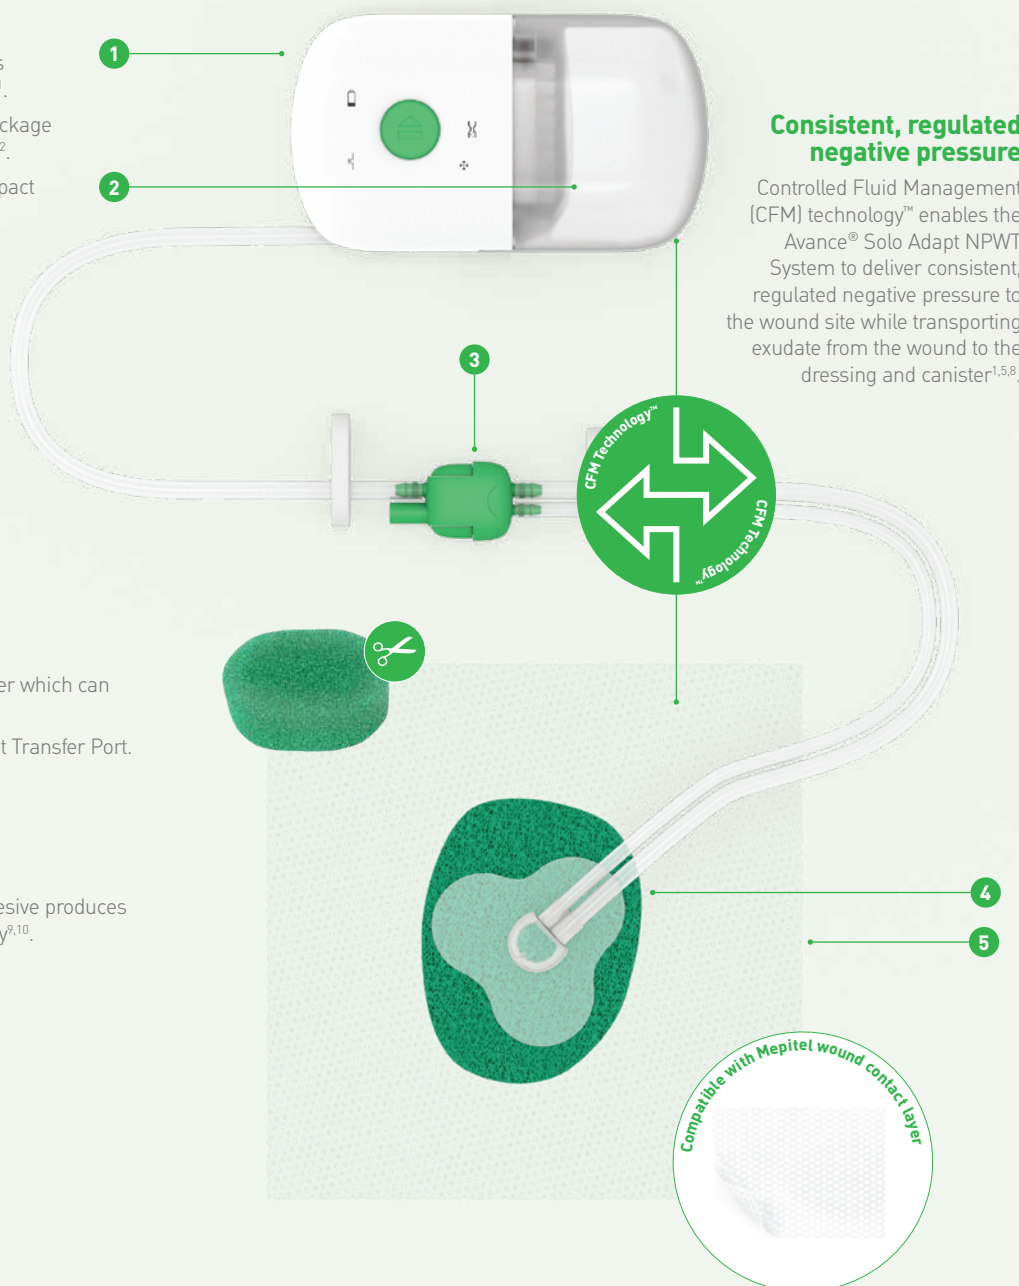 1
ckage
2.
pact
2
Consistent, regulated
negative pressure
Controlled Fluid Management
(CFM) technology™ enables the
Avance® Solo Adapt NPWT
System to deliver consistent,
regulated negative pressure to
the wound site while transporting
exudate from the wound to the
dressing and canister1,5,8.
3
CFM Technology™
CFM Technology™
er which can
t Transfer Port.
esive produces
y9,10.
4
5
Compatible with Mepitel wound contact layer